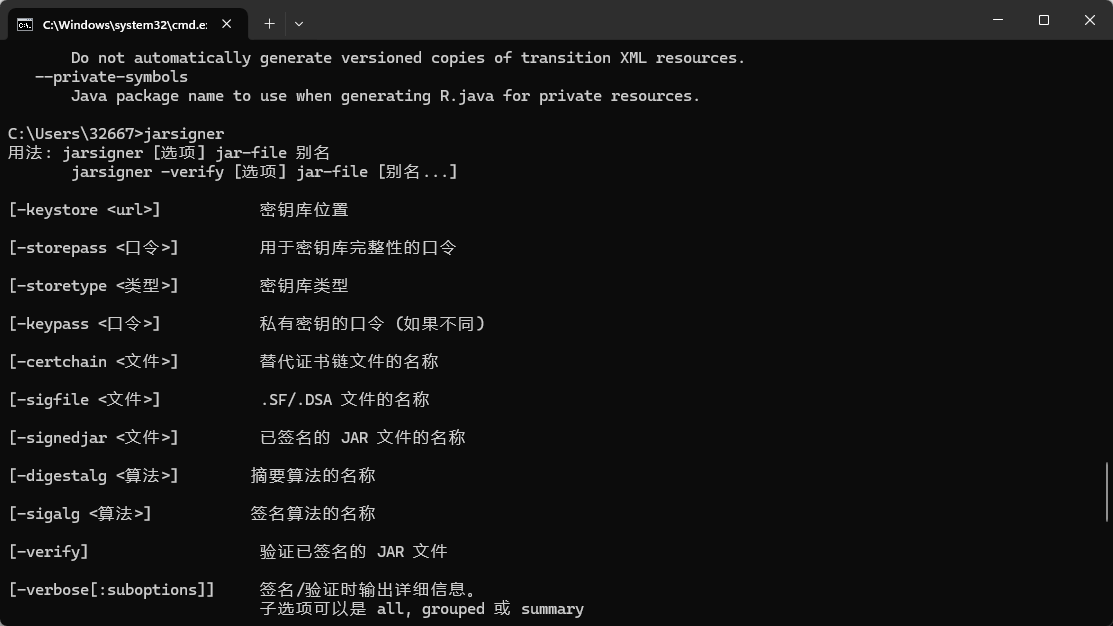 C:\Windows\system32\cmd.e
Do not automatically generate versioned copies of transition XML resources.
--private-symbols
Java package name to use when generating R.java for private resources.
C:\Users\32667>jarsigner
用法: jarsigner [选项] jar-file 别名
jarsigner -verify [选项] jar-file [别名...]
[-keystore <url>] 密钥库位置
[-storepass <口令>] 用于密钥库完整性的口令
[-storetype <类型>] 密钥库类型
[-keypass <口令>] 私有密钥的口令 (如果不同)
[-certchain <文件>] 替代证书链文件的名称
[-sigfile <文件>] .SF/.DSA 文件的名称
[-signedjar <文件>] 已签名的 JAR 文件的名称
[-digestalg <算法>] 摘要算法的名称
[-sigalg <算法>] 签名算法的名称
[-verify] 验证已签名的 JAR 文件
[-verbose[:suboptions]] 签名/验证时输出详细信息。
子选项可以是 all, grouped 或 summary